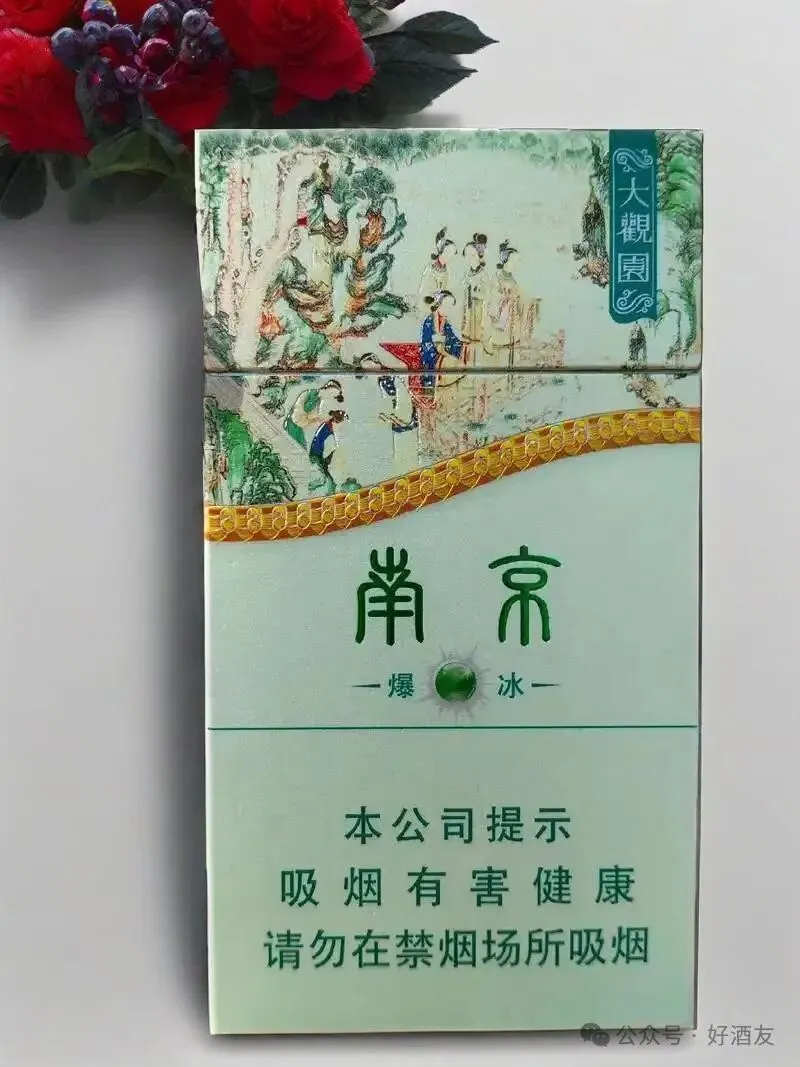 大觀園
南京
爆 冰
本公司提示
吸烟有害健康
请勿在禁烟场所吸烟
公众号·好酒友